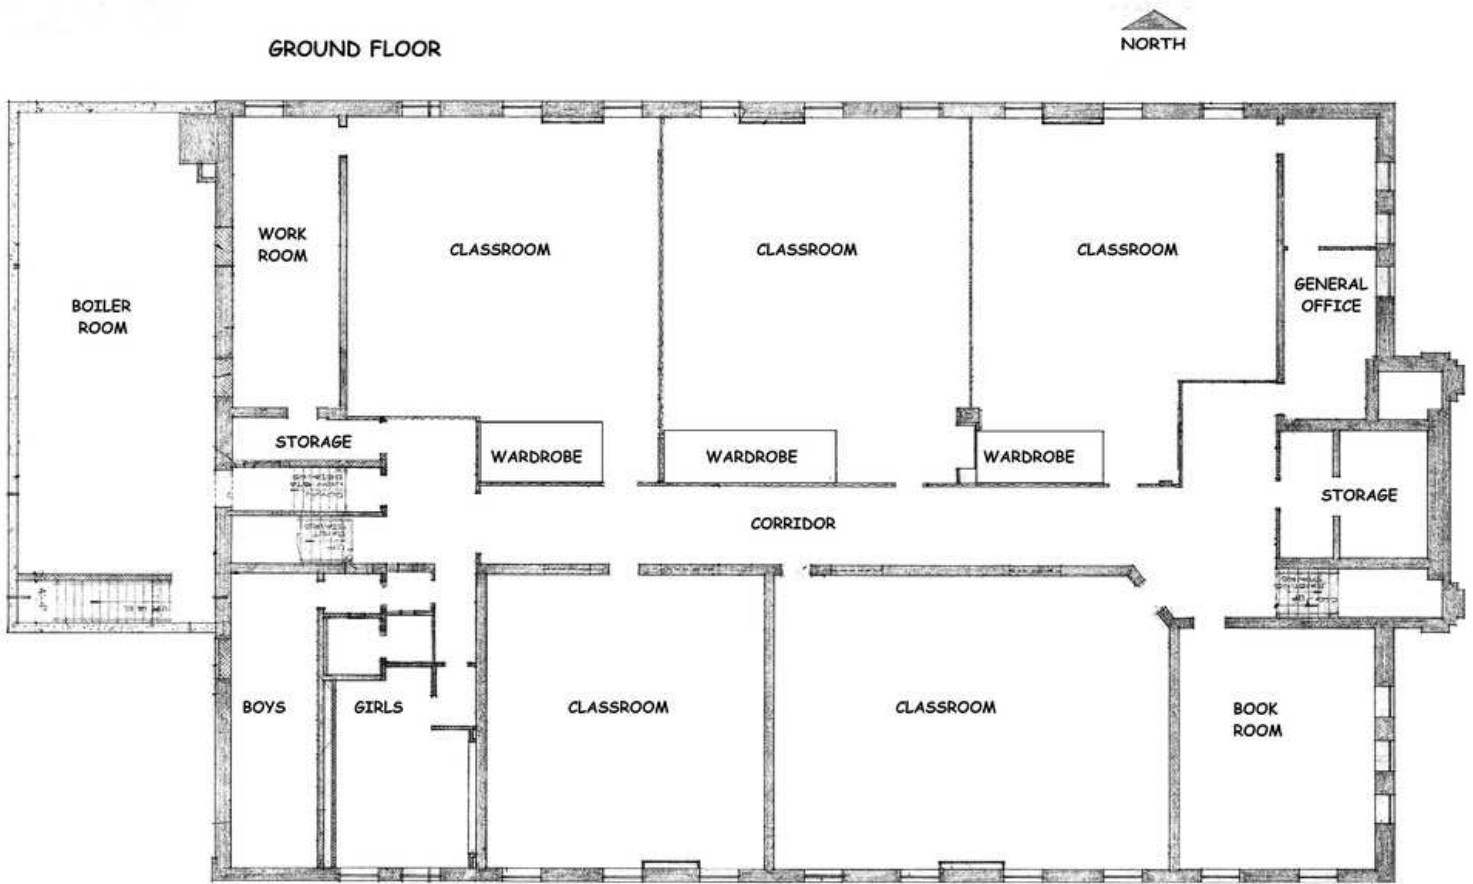 GROUND FLOOR
NORTH
WORK
ROOM
CLASSROOM
CLASSROOM
CLASSROOM
BOILER
ROOM
GENERAL
OFFICE
STORAGE
WARDROBE
WARDROBE
WARDROBE
STORAGE
CORRIDOR
BOYS
GIRLS
CLASSROOM
CLASSROOM
BOOK
ROOM